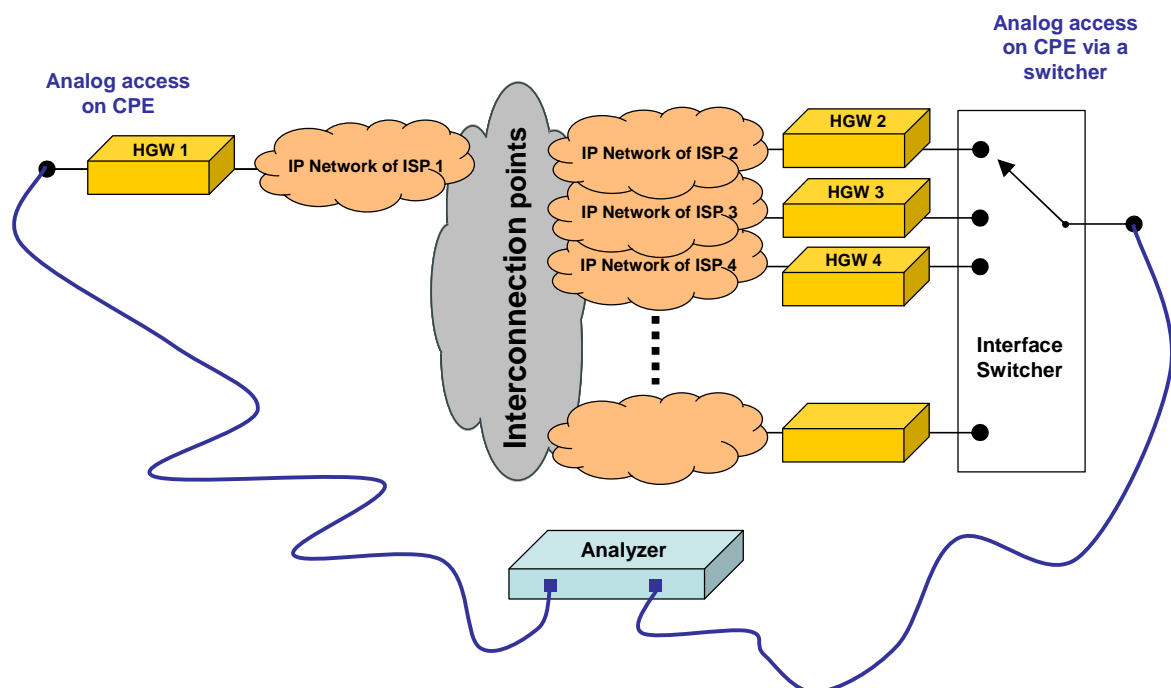 Analog access
on CPE
Analog access
on CPE via a
switcher
HGW 1
IP Network of ISP 1
Interconnection points
IP Network of ISP 2
HGW 2
IP Network of ISP 3
HGW 3
IP Network of ISP 4
HGW 4
Interface
Switcher
Analyzer